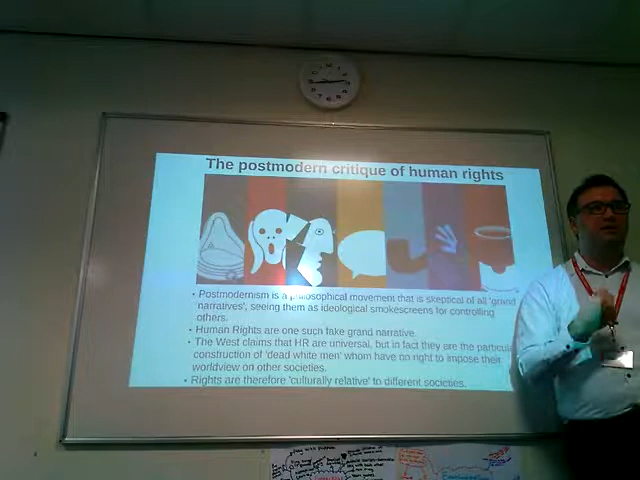 The postmodern critique of human rights
• Postmodernism is a philosophical movement that is skeptical of all 'grand
narratives', seeing them as ideological smokescreens for controlling
others.
• Human Rights are one such fake grand narrative.
• The West claims that HR are universal, but in fact they are the particular
construction of 'dead white men' whom have no right to impose their
worldview on other societies.
• Rights are therefore 'culturally relative' to different societies.